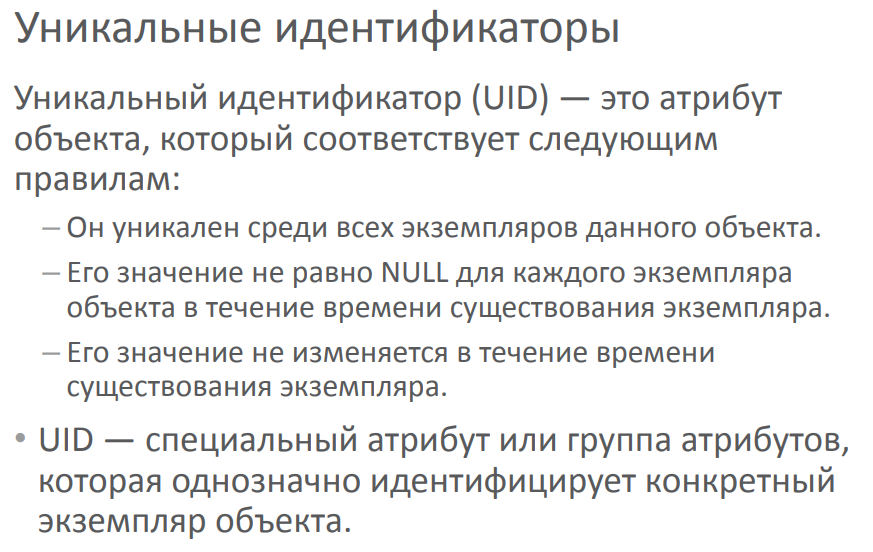 Уникальные идентификаторы
Уникальный идентификатор (UID) — это атрибут
объекта, который соответствует следующим
правилам:
– Он уникален среди всех экземпляров данного объекта.
– Его значение не равно NULL для каждого экземпляра
объекта в течение времени существования экземпляра.
– Его значение не изменяется в течение времени
существования экземпляра.
• UID — специальный атрибут или группа атрибутов,
которая однозначно идентифицирует конкретный
экземпляр объекта.